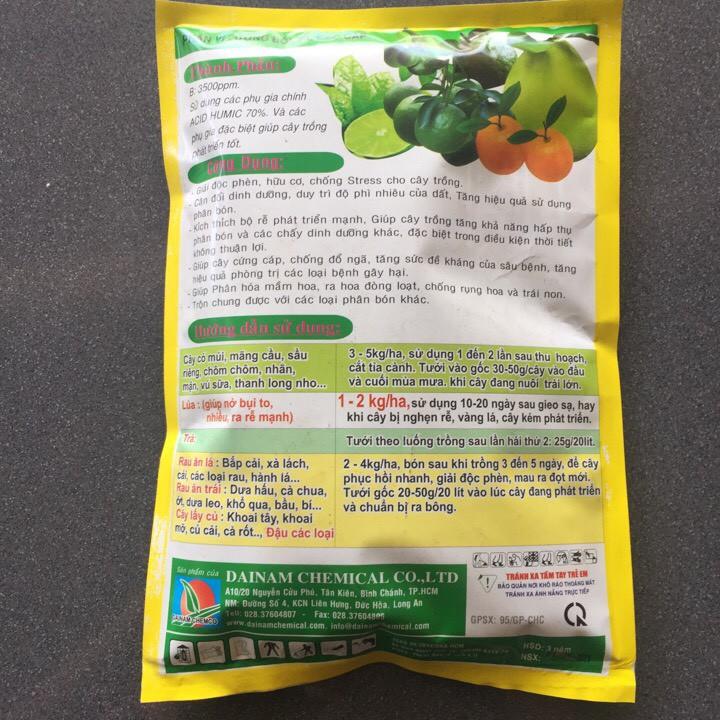 Thành Phần:
B: 3500ppm.
Sử dụng các phụ gia chính
ACID HUMIC 70%. Và các
phụ gia đặc biệt giúp cây trồng
phát triển tốt.
Công Dụng:
- Giải độc phèn, hữu cơ, chống Stress cho cây trồng.
- Cân đối dinh dưỡng, duy trì độ phì nhiêu của đất, Tăng hiệu quả sử dụng
phân bón.
- Kích thích bộ rễ phát triển mạnh, Giúp cây trồng tăng khả năng hấp thụ
phân bón và các chấy dinh dưỡng khác, đặc biệt trong điều kiện thời tiết
không thuận lợi.
- Giúp cây cứng cáp, chống đổ ngã, tăng sức đề kháng của sâu bệnh, tăng
hiệu quả phòng trị các loại bệnh gây hại.
- Giúp Phân hóa mầm hoa, ra hoa đồng loạt, chống rụng hoa và trái non.
- Trộn chung được với các loại phân bón khác.
Hướng dẫn sử dụng:
Cây có múi, mãng cầu, sầu
riêng, chôm chôm, nhãn,
mận, vú sữa, thanh long nho...
3 - 5kg/ha, sử dụng 1 đến 2 lần sau thu hoạch,
cắt tỉa cành. Tưới vào gốc 30-50g/cây vào đầu
và cuối mùa mưa. khi cây đang nuôi trái lớn.
Lúa: (giúp nở bụi to,
nhiều, ra rễ mạnh)
1 - 2 kg/ha, sử dụng 10-20 ngày sau gieo sạ, hay
khi cây bị nghẹn rễ, vàng lá, cây kém phát triển.
Trà:
Tưới theo luống trồng sau lần hái thứ 2: 25g/20lit.
Rau ăn lá : Bắp cải, xà lách,
cải, các loại rau, hành lá...
Rau ăn trái : Dưa hấu, cà chua,
ớt, dưa leo, khổ qua, bầu, bí...
Cây lấy củ : Khoai tây, khoai
mỡ, củ cải, cà rốt.., Đậu các loại
2 - 4kg/ha, bón sau khi trồng 3 đến 5 ngày, để cây
phục hồi nhanh, giải độc phèn, mau ra đọt mới.
Tưới gốc 20-50g/20 lít vào lúc cây đang phát triển
và chuẩn bị ra bông.
Sản phẩm của
DAINAM CHEMCO
DAINAM CHEMICAL CO.,LTD
A10/20 Nguyễn Cửu Phú, Tân Kiên, Bình Chánh, TP.HCM
NM: Đường Số 4, KCN Liên Hưng, Đức Hòa, Long An
Tell: 028.37604807 - Fax: 028.37604808
www.dainamchemical.com. info@dainamchemical.com
TRÁNH XA TẦM TAY TRẺ EM
BẢO QUẢN NƠI KHÔ RÁO THOÁNG MÁT
TRÁNH XA ÁNH NẮNG TRỰC TIẾP
GPSX: 95/GP-CHC
HSD: 3 năm
NSX: